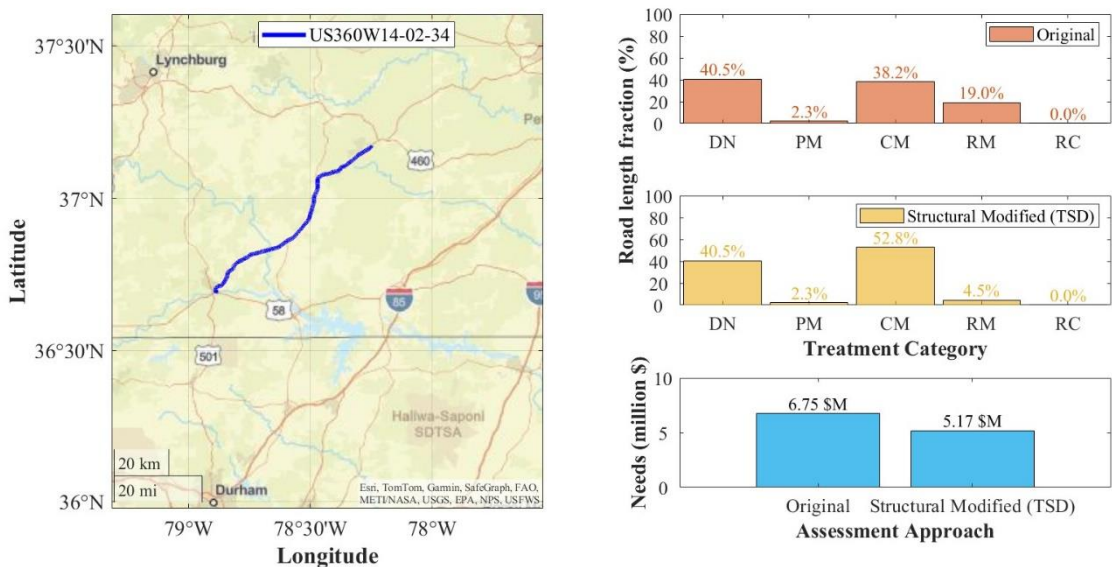 US360W14-02-34
37°30'N
37°N
36°30'N
36°N
Latitude
Lynchburg
460
58
85
501
Haliwa-Saponi
SDTSA
20 km
20 mi
Durham
Esri, TomTom, Garmin, SafeGraph, FAO,
METI/NASA, USGS, EPA, NPS, USFWS
79°W
78°30'W
78°W
Longitude
Road length fraction (%)
100
80
60
40
20
0
Original
40.5%
2.3%
38.2%
19.0%
0.0%
DN
PM
CM
RM
RC
100
80
60
40
20
0
Structural Modified (TSD)
40.5%
2.3%
52.8%
4.5%
0.0%
DN
PM
CM
RM
RC
Treatment Category
Needs (million $)
10
5
0
6.75 $M
5.17 $M
Original
Structural Modified (TSD)
Assessment Approach